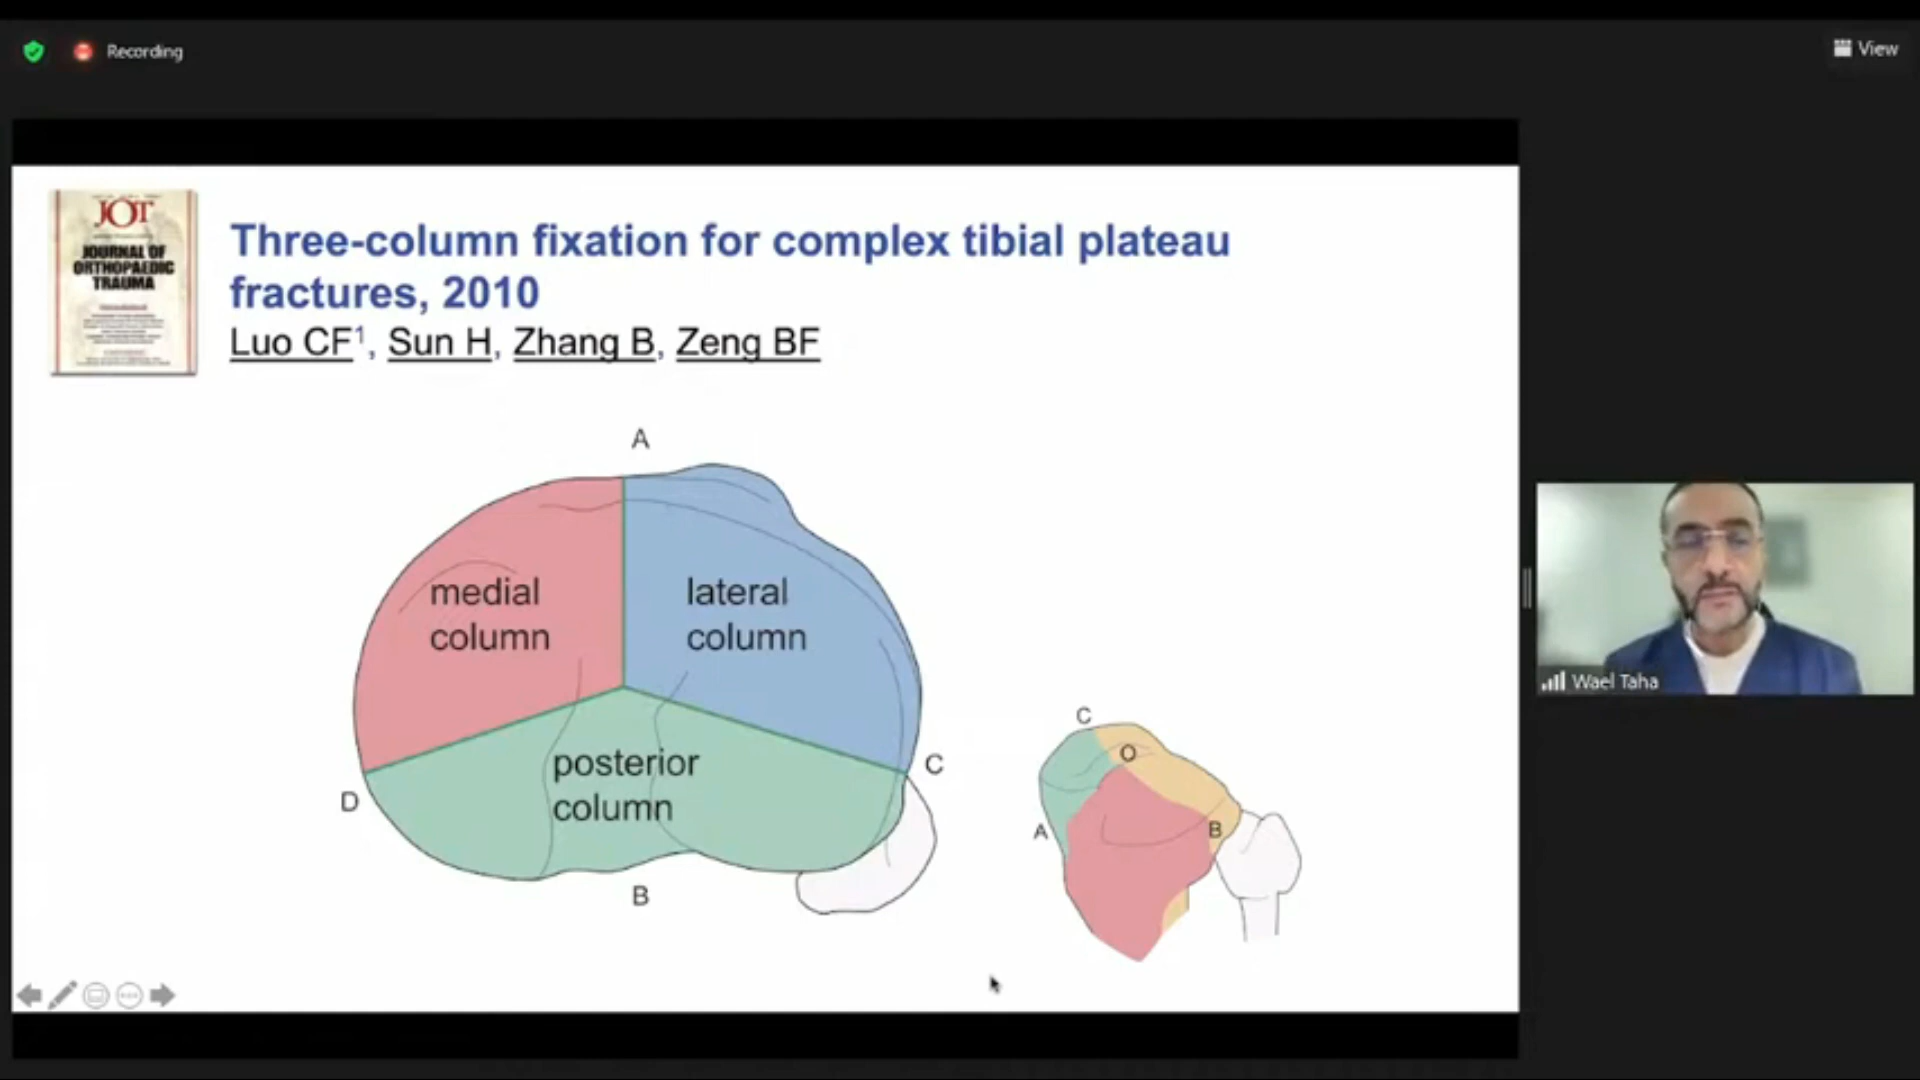 Recording
View
JOT
JOURNAL OF
ORTHOPAEDIC
TRAUMA
Three-column fixation for complex tibial plateau
fractures, 2010
Luo CF¹, Sun H, Zhang B, Zeng BF
A
medial
column
lateral
column
posterior
column
D
C
B
C
O
A
B
Wael Taha